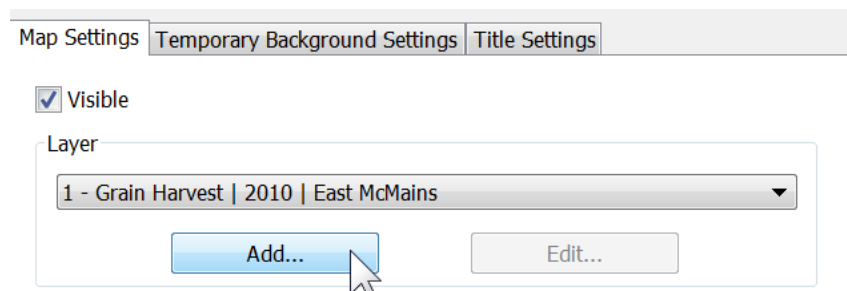 Map Settings Temporary Background Settings Title Settings
Visible
Layer
1 - Grain Harvest | 2010 | East McMains
Add... Edit...